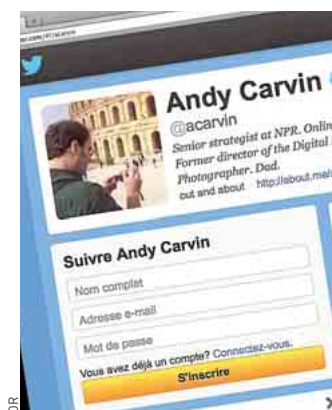 Andy Carvin
@acarvin
Senior strategist at NPR. Online
Former director of the Digital
Photographer. Dad.
out and about http://about.me/
Suivre Andy Carvin
Nom complet
Adresse e-mail
Mot de passe
Vous avez déjà un compte? Connectez-vous.
S'inscrire
DR